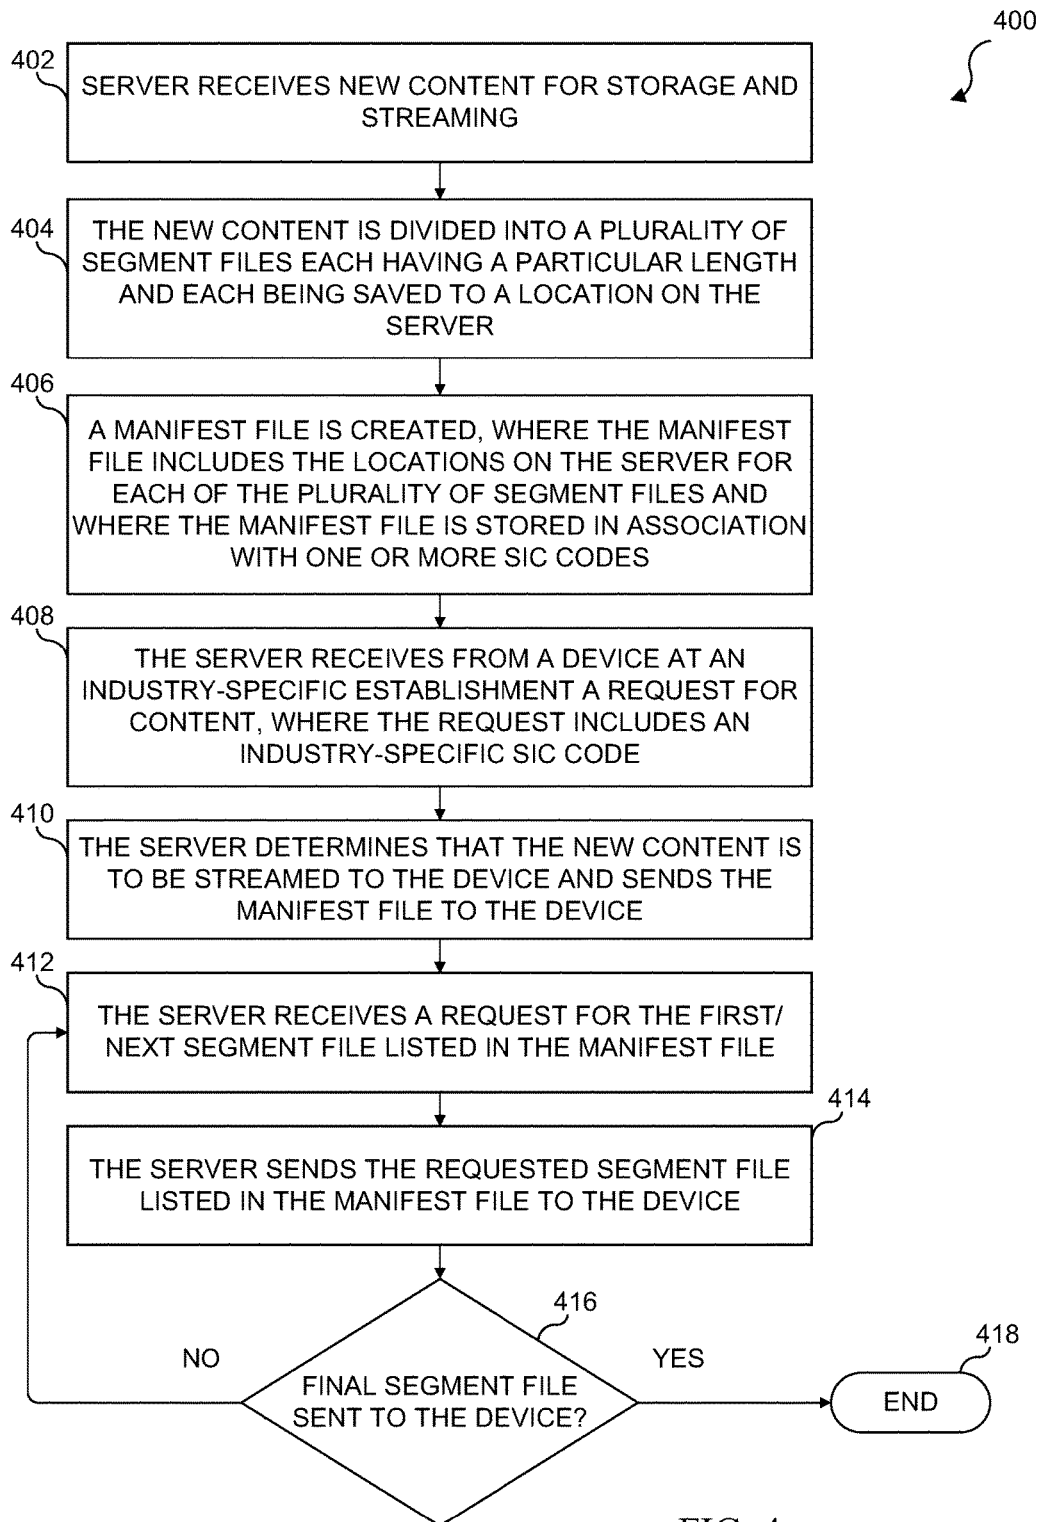 400
402
SERVER RECEIVES NEW CONTENT FOR STORAGE AND
STREAMING
404
THE NEW CONTENT IS DIVIDED INTO A PLURALITY OF
SEGMENT FILES EACH HAVING A PARTICULAR LENGTH
AND EACH BEING SAVED TO A LOCATION ON THE
SERVER
406
A MANIFEST FILE IS CREATED, WHERE THE MANIFEST
FILE INCLUDES THE LOCATIONS ON THE SERVER FOR
EACH OF THE PLURALITY OF SEGMENT FILES AND
WHERE THE MANIFEST FILE IS STORED IN ASSOCIATION
WITH ONE OR MORE SIC CODES
408
THE SERVER RECEIVES FROM A DEVICE AT AN
INDUSTRY-SPECIFIC ESTABLISHMENT A REQUEST FOR
CONTENT, WHERE THE REQUEST INCLUDES AN
INDUSTRY-SPECIFIC SIC CODE
410
THE SERVER DETERMINES THAT THE NEW CONTENT IS
TO BE STREAMED TO THE DEVICE AND SENDS THE
MANIFEST FILE TO THE DEVICE
412
THE SERVER RECEIVES A REQUEST FOR THE FIRST/
NEXT SEGMENT FILE LISTED IN THE MANIFEST FILE
414
THE SERVER SENDS THE REQUESTED SEGMENT FILE
LISTED IN THE MANIFEST FILE TO THE DEVICE
416
NO
YES
FINAL SEGMENT FILE
SENT TO THE DEVICE?
418
END